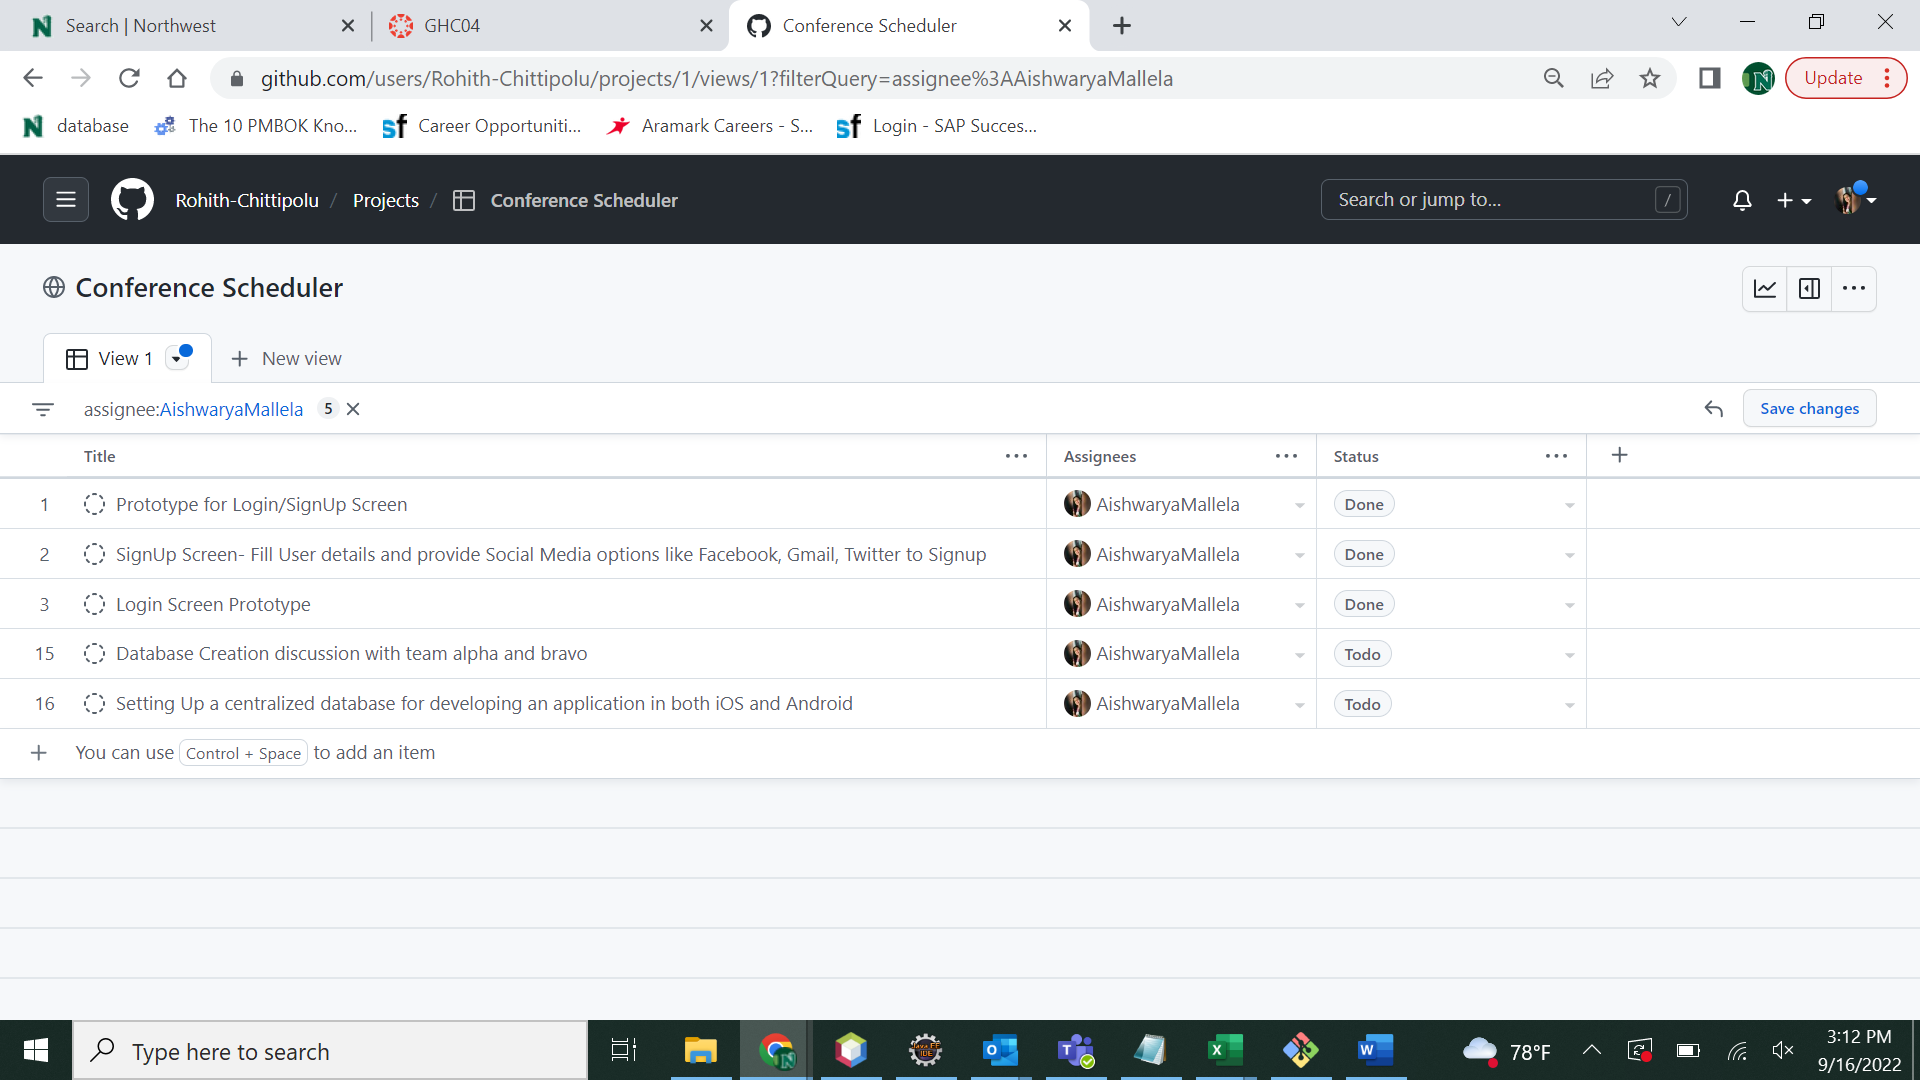 Search | Northwest
GHC04
Conference Scheduler
github.com/users/Rohith-Chittipolu/projects/1/views/1?filterQuery=assignee%3AAishwaryaMallela
Update
database
The 10 PMBOK Kno...
Career Opportuniti...
Aramark Careers - S...
Login - SAP Succes...
Rohith-Chittipolu / Projects / Conference Scheduler
Search or jump to... /
Conference Scheduler
View 1
New view
assignee:AishwaryaMallela 5
Save changes
Title Assignees Status
1 Prototype for Login/SignUp Screen AishwaryaMallela Done
2 SignUp Screen- Fill User details and provide Social Media options like Facebook, Gmail, Twitter to Signup AishwaryaMallela Done
3 Login Screen Prototype AishwaryaMallela Done
15 Database Creation discussion with team alpha and bravo AishwaryaMallela Todo
16 Setting Up a centralized database for developing an application in both iOS and Android AishwaryaMallela Todo
You can use Control + Space to add an item
Type here to search
78°F
3:12 PM
9/16/2022